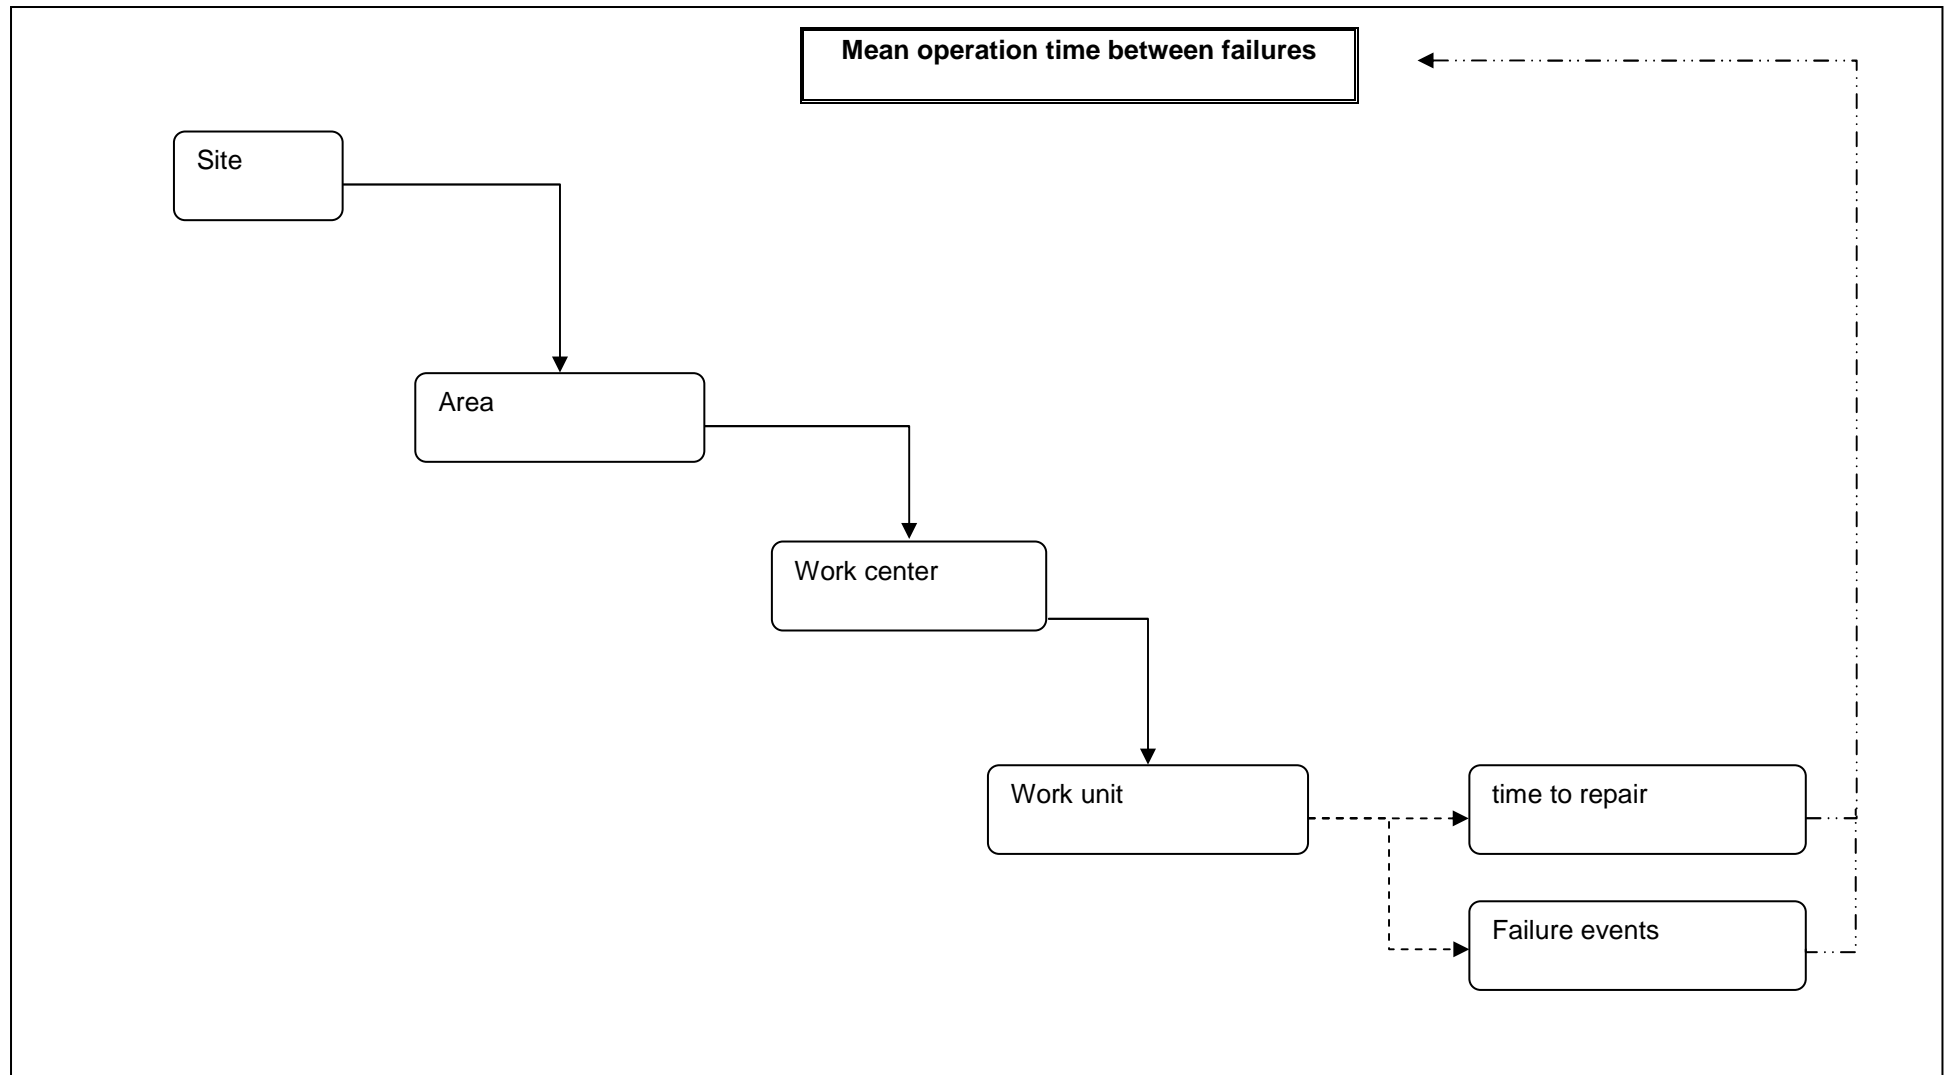 Mean operation time between failures
Site
Area
Work center
Work unit
time to repair
Failure events